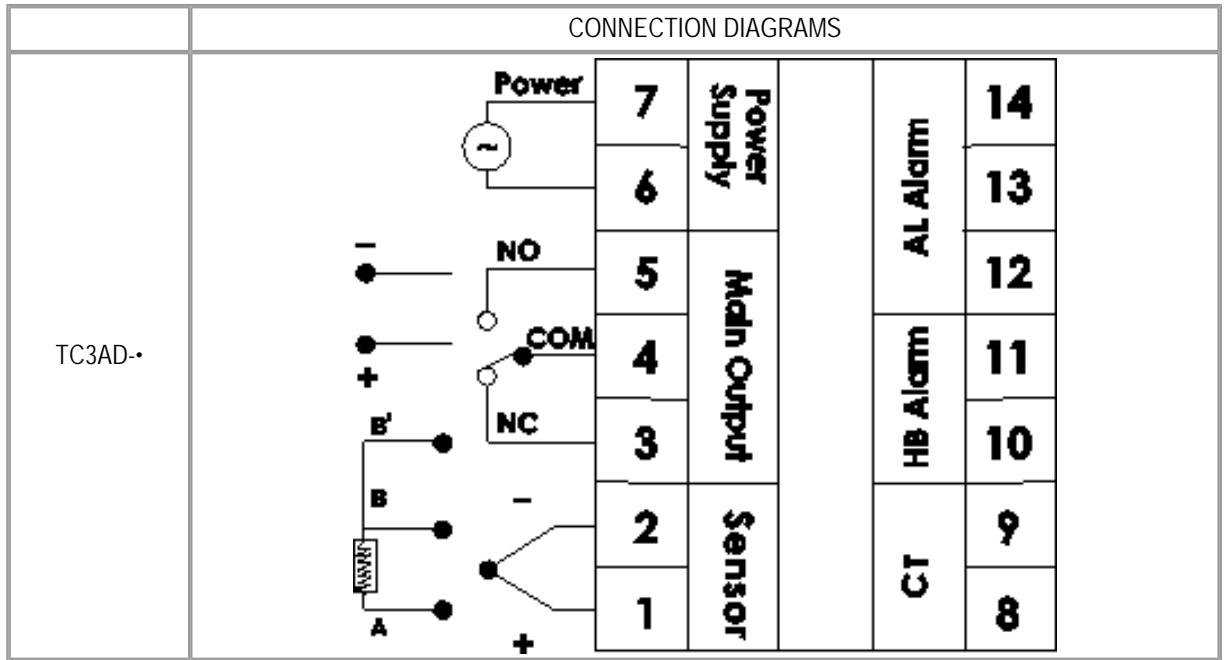 CONNECTION DIAGRAMS
TC3AD-•
Power
~
7
Power
Supply
14
6
AL Alarm
13
−
NO
5
12
COM
4
Main Output
11
+
HB Alarm
B'
NC
3
10
B
−
2
Sensor
9
CT
A
+
1
8